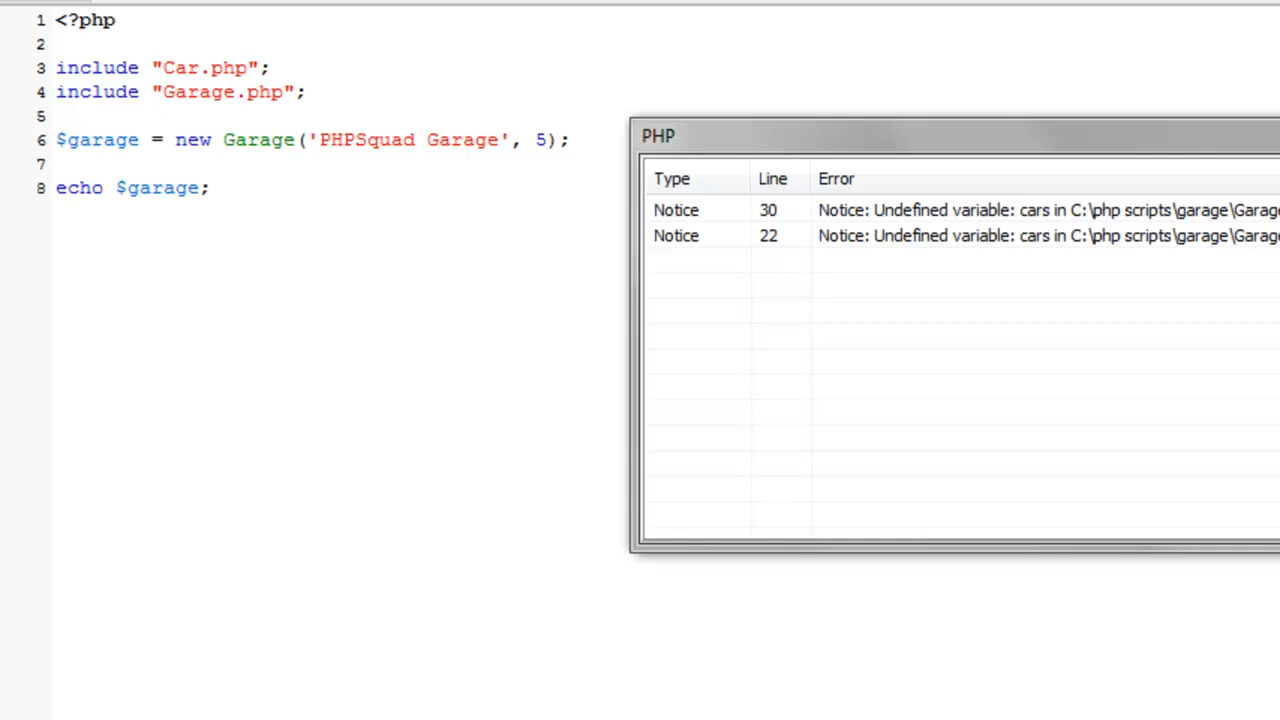 1 <?php
2
3 include "Car.php";
4 include "Garage.php";
5
6 $garage = new Garage('PHPSquad Garage', 5);
7
8 echo $garage;
PHP
Type Line Error
Notice 30 Notice: Undefined variable: cars in C:\php scripts\garage\Garag
Notice 22 Notice: Undefined variable: cars in C:\php scripts\garage\Garag